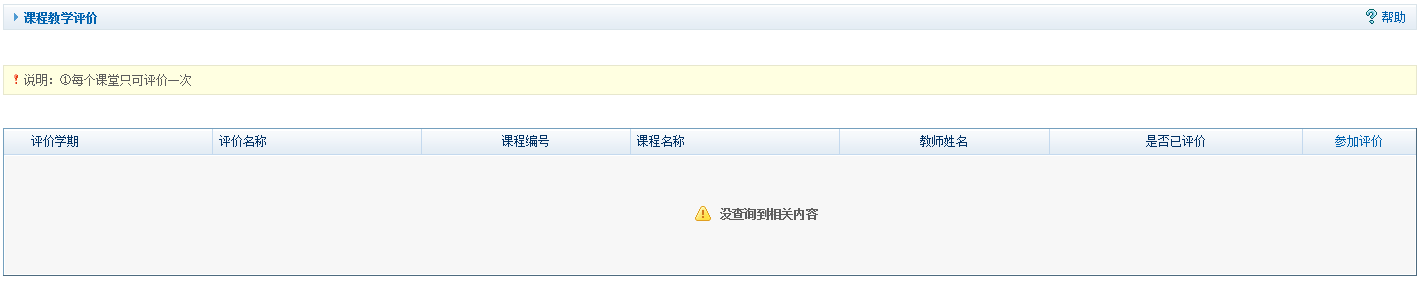 课程教学评价 帮助
说明：①每个课堂只可评价一次
评价学期 评价名称 课程编号 课程名称 教师姓名 是否已评价 参加评价
没查询到相关内容